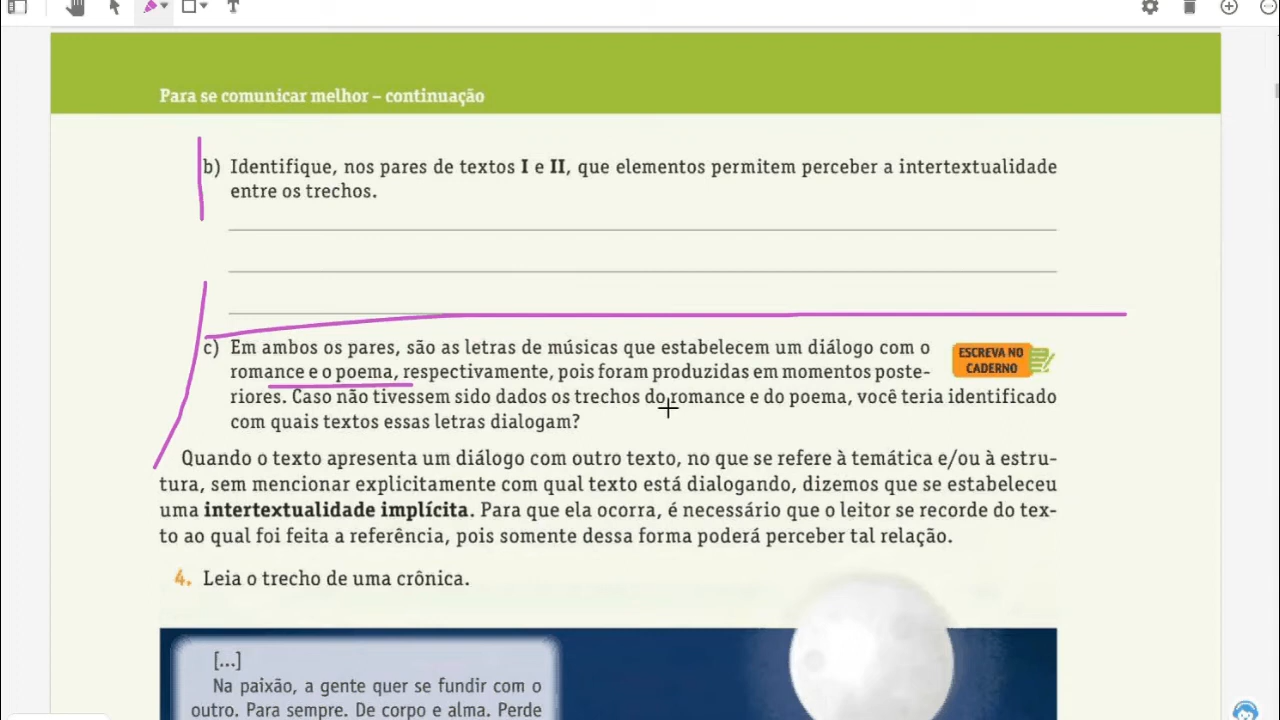 Para se comunicar melhor – continuação
b) Identifique, nos pares de textos I e II, que elementos permitem perceber a intertextualidade
entre os trechos.
c) Em ambos os pares, são as letras de músicas que estabelecem um diálogo com o
romance e o poema, respectivamente, pois foram produzidas em momentos poste-
riores. Caso não tivessem sido dados os trechos do romance e do poema, você teria identificado
com quais textos essas letras dialogam?
ESCREVA NO
CADERNO
Quando o texto apresenta um diálogo com outro texto, no que se refere à temática e/ou à estru-
tura, sem mencionar explicitamente com qual texto está dialogando, dizemos que se estabeleceu
uma intertextualidade implícita. Para que ela ocorra, é necessário que o leitor se recorde do tex-
to ao qual foi feita a referência, pois somente dessa forma poderá perceber tal relação.
4. Leia o trecho de uma crônica.
[...]
Na paixão, a gente quer se fundir com o
outro. Para sempre. De corpo e alma. Perde